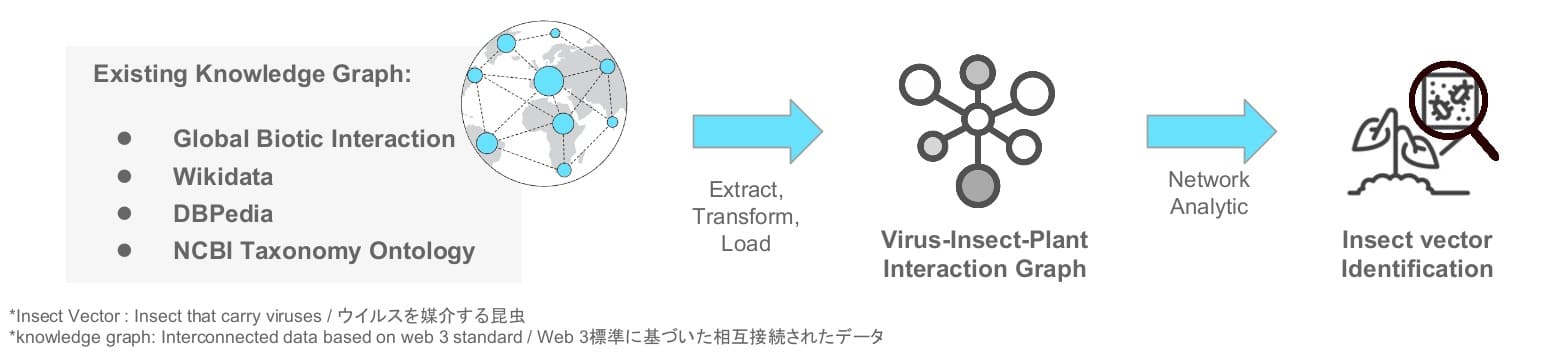 Existing Knowledge Graph:
● Global Biotic Interaction
● Wikidata
● DBPedia
● NCBI Taxonomy Ontology
Extract,
Transform,
Load
Virus-Insect-Plant
Interaction Graph
Network
Analytic
Insect vector
Identification
*Insect Vector : Insect that carry viruses / ウイルスを媒介する昆虫
*knowledge graph: Interconnected data based on web 3 standard / Web 3標準に基づいた相互接続されたデータ